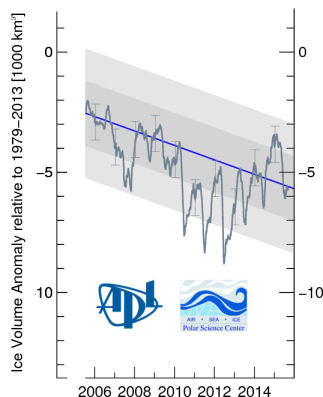 Ice Volume Anomaly relative to 1979−2013 [1000 km³]
0
0
−5
−5
−10
−10
apl
AIR • SEA • ICE
Polar Science Center
2006 2008 2010 2012 2014